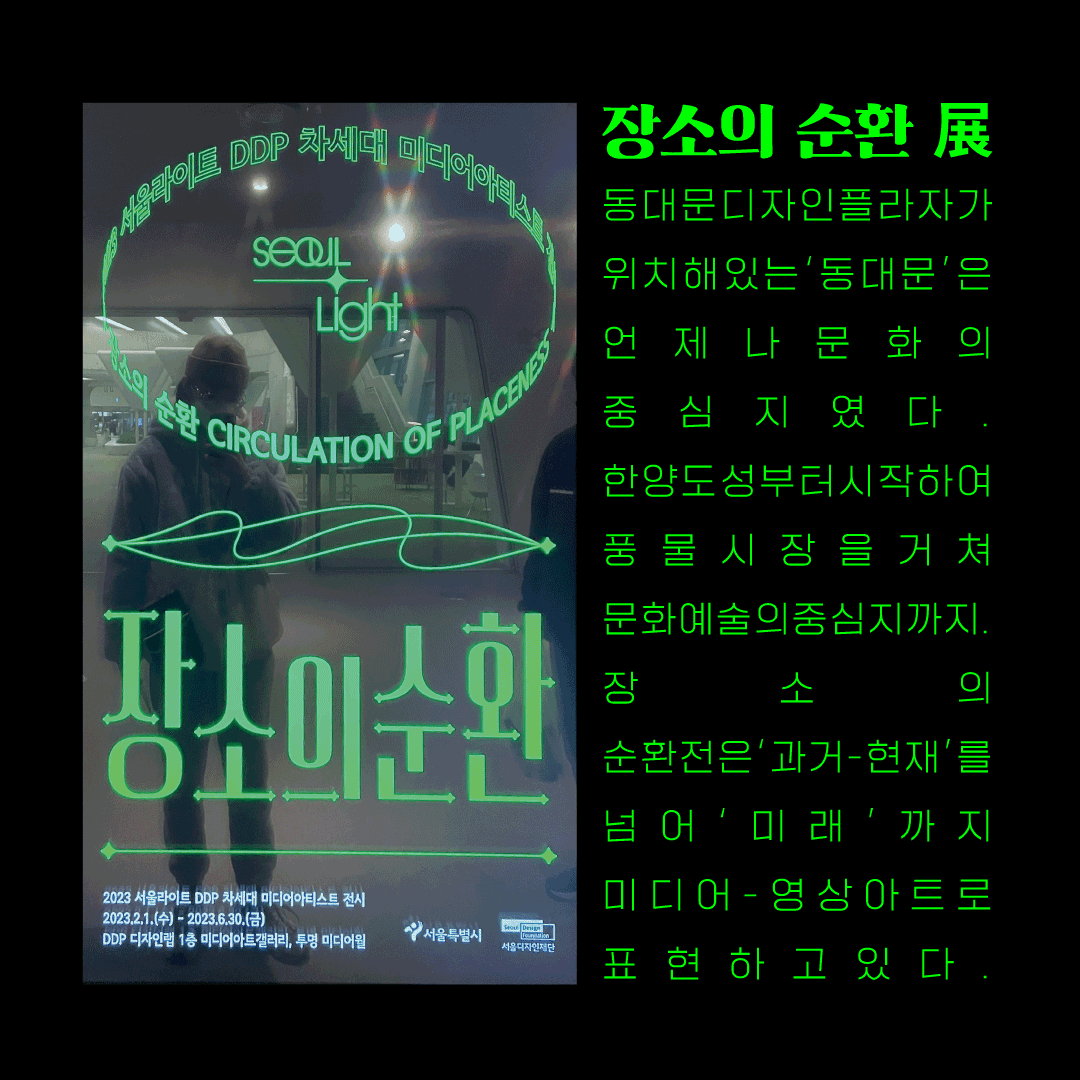 서울라이트 DDP 차세대 미디어아티스트
seoul
Light
장소의 순환 CIRCULATION OF PLACENESS
장소의순환
2023 서울라이트 DDP 차세대 미디어아티스트 전시
2023.2.1.(수) - 2023.6.30.(금)
DDP 디자인랩 1층 미디어아트갤러리, 투명 미디어월
서울특별시
Seoul Design
Foundation
서울디자인재단
장소의 순환 展
동대문디자인플라자가
위치해있는‘동대문’은
언제나문화의
중심지였다.
한양도성부터시작하여
풍물시장을거쳐
문화예술의중심지까지.
장소의
순환전은‘과거-현재’를
넘어‘미래’까지
미디어-영상아트로
표현하고있다.